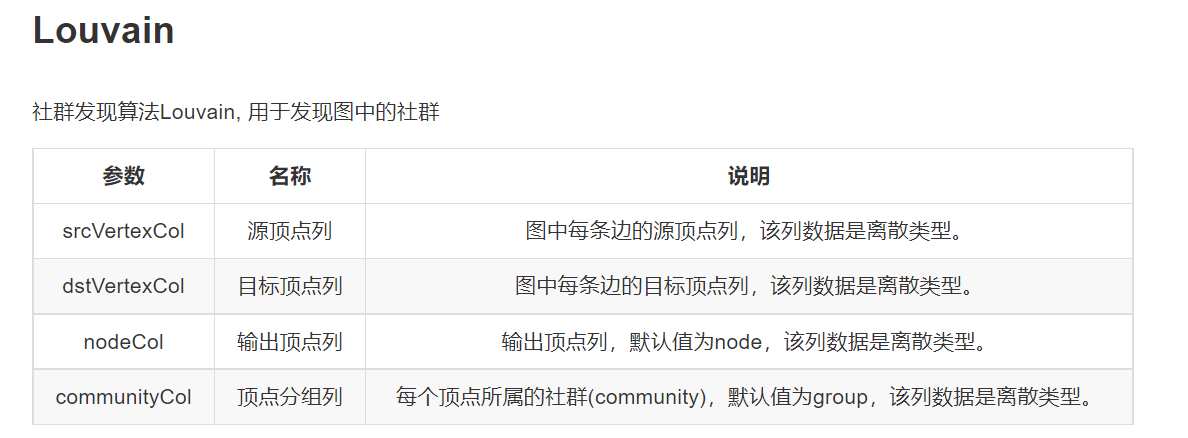 Louvain
社群发现算法Louvain, 用于发现图中的社群
参数 名称 说明
srcVertexCol 源顶点列 图中每条边的源顶点列，该列数据是离散类型。
dstVertexCol 目标顶点列 图中每条边的目标顶点列，该列数据是离散类型。
nodeCol 输出顶点列 输出顶点列，默认值为node，该列数据是离散类型。
communityCol 顶点分组列 每个顶点所属的社群(community)，默认值为group，该列数据是离散类型。